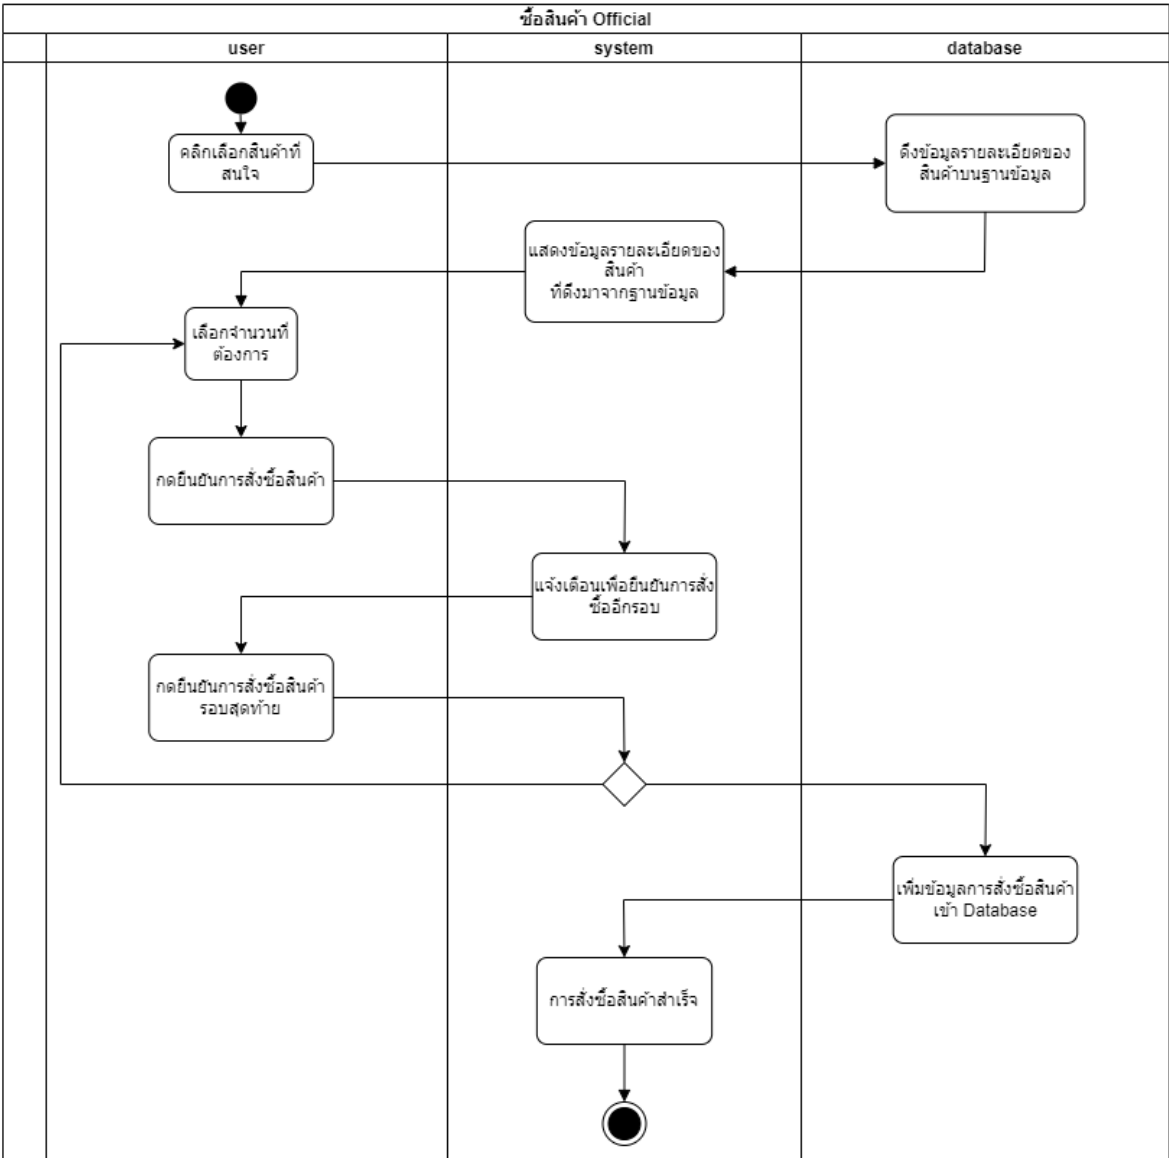 ซื้อสินค้า Official
user
system
database
คลิกเลือกสินค้าที่
สนใจ
ดึงข้อมูลรายละเอียดของ
สินค้าบนฐานข้อมูล
แสดงข้อมูลรายละเอียดของ
สินค้า
ที่ดึงมาจากฐานข้อมูล
เลือกจำนวนที่
ต้องการ
กดยืนยันการสั่งซื้อสินค้า
แจ้งเตือนเพื่อยืนยันการสั่ง
ซื้ออีกรอบ
กดยืนยันการสั่งซื้อสินค้า
รอบสุดท้าย
เพิ่มข้อมูลการสั่งซื้อสินค้า
เข้า Database
การสั่งซื้อสินค้าสำเร็จ